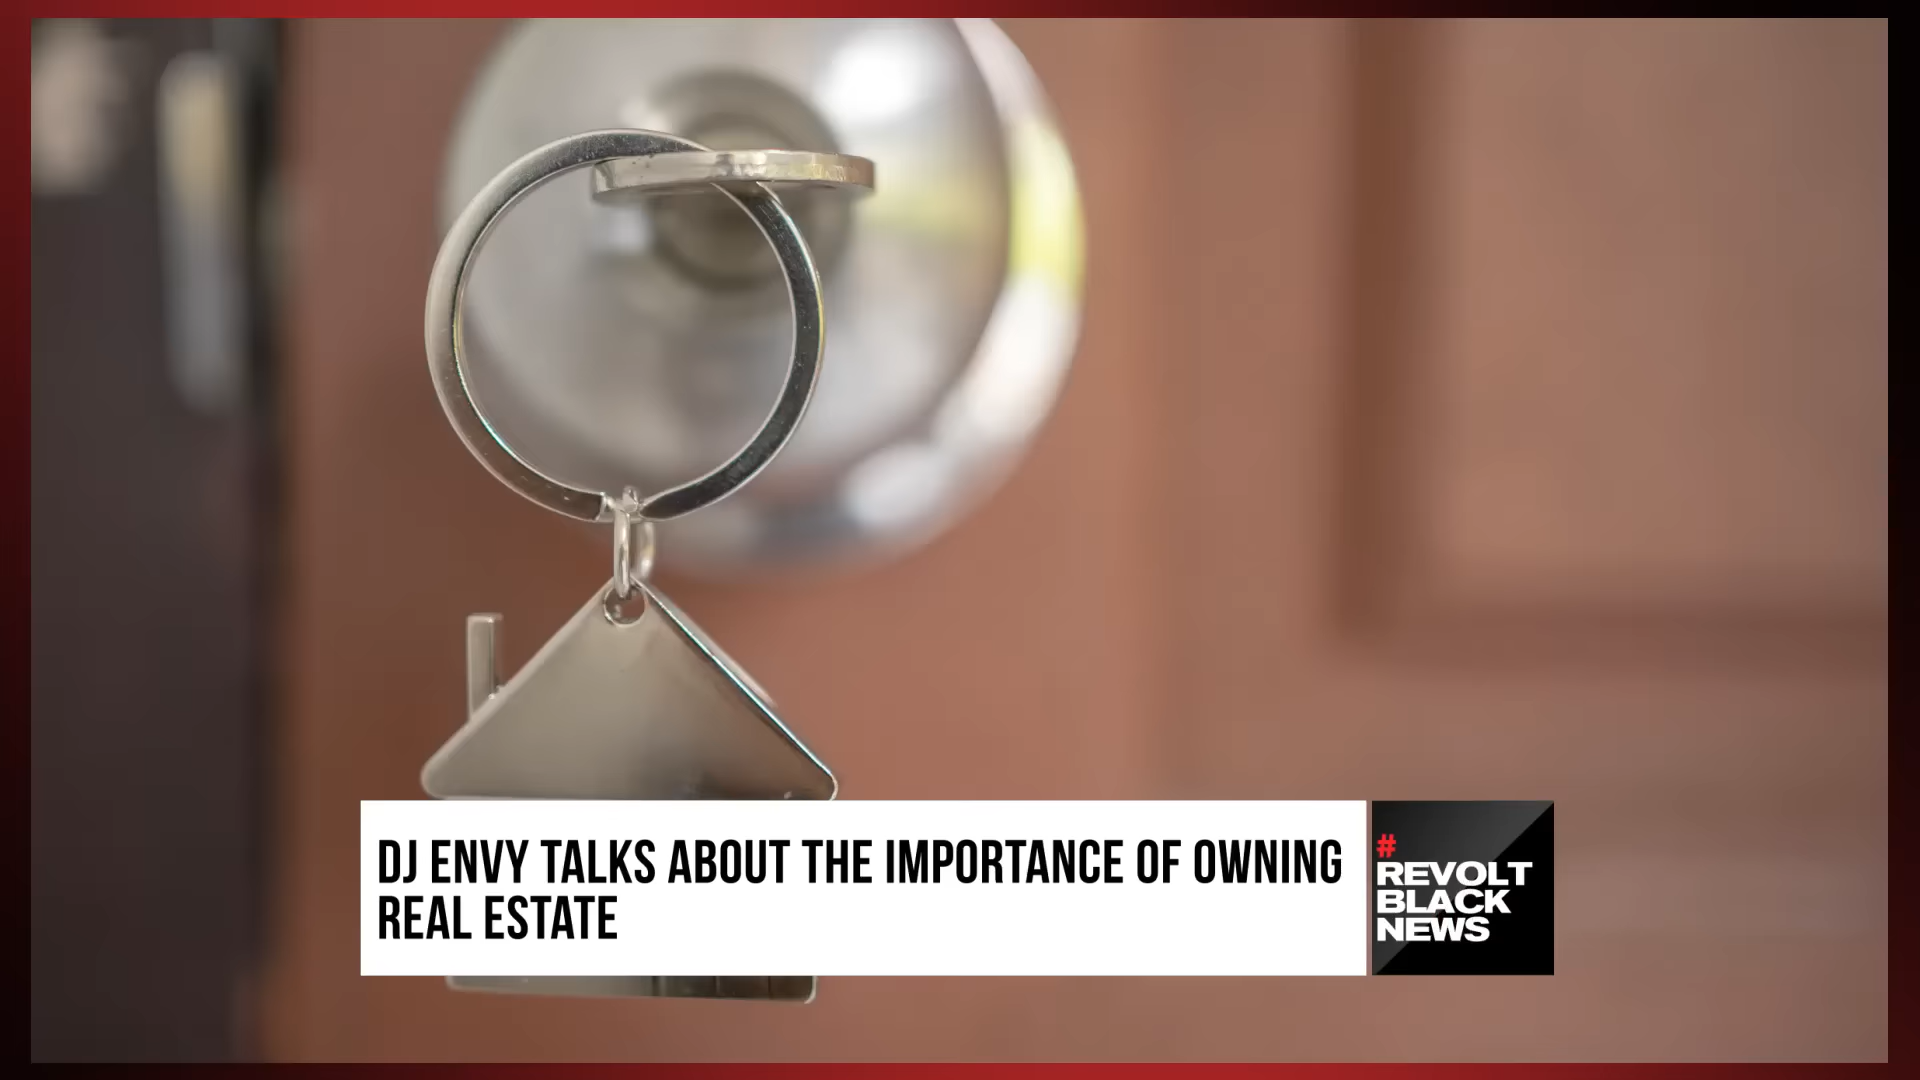 DJ ENVY TALKS ABOUT THE IMPORTANCE OF OWNING
REAL ESTATE
#
REVOLT
BLACK
NEWS